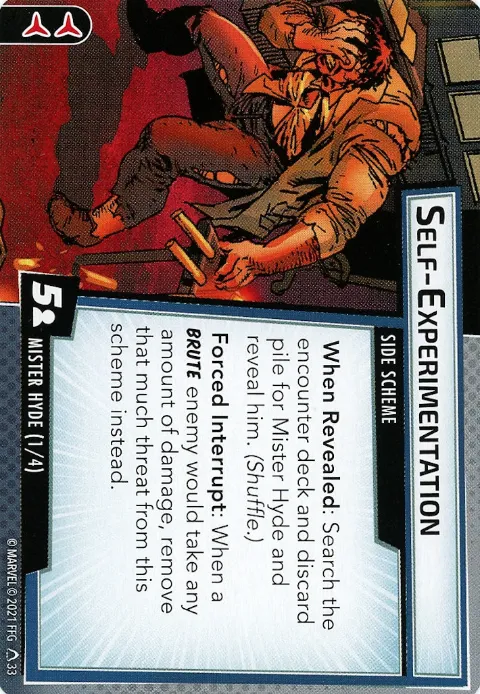 SELF-EXPERIMENTATION
SIDE SCHEME
When Revealed: Search the
encounter deck and discard
pile for Mister Hyde and
reveal him. (Shuffle.)
Forced Interrupt: When a
BRUTE enemy would take any
amount of damage, remove
that much threat from this
scheme instead.
5
MISTER HYDE (1/4)
© MARVEL © 2021 FFG 33